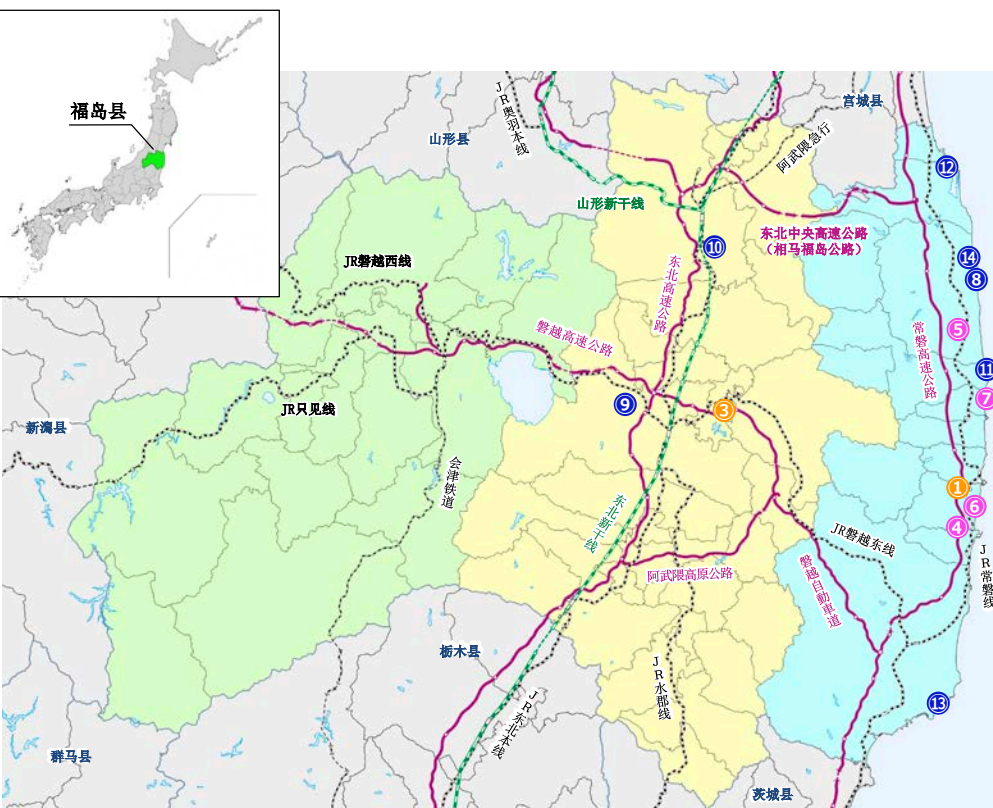 福岛县
宫城县
山形县
JR奥羽本线
阿武隈急行
⑫
山形新干线
东北中央高速公路
（相马福岛公路）
⑩
⑭
⑧
JR磐越西线
东北高速公路
常磐高速公路
⑤
磐越高速公路
⑪
⑦
⑨
③
JR只见线
新潟县
会津铁道
①
⑥
④
东北新干线
JR磐越东线
JR常磐线
阿武隈高原公路
磐越自動車道
栃木县
JR水郡线
JR东北本线
⑬
群马县
茨城县